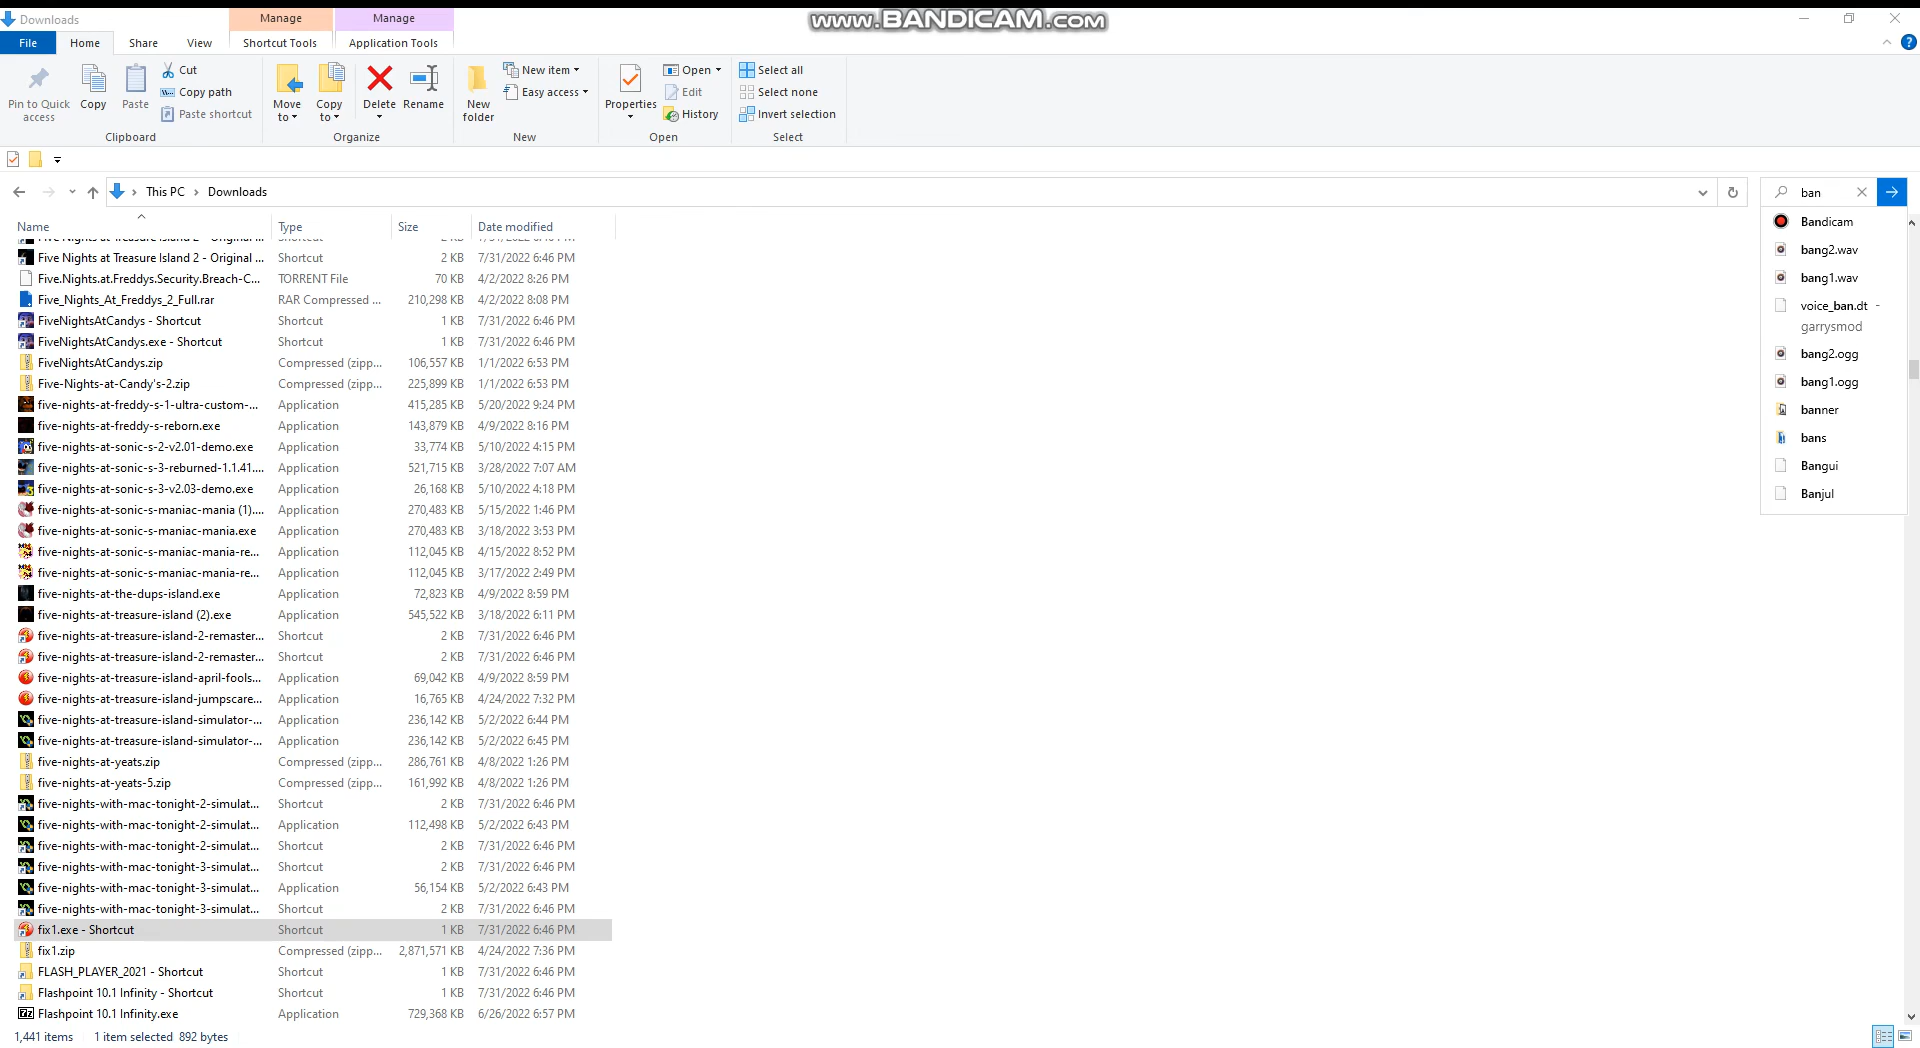 Downloads
Manage
Manage
www.BANDICAM.com
File
Home
Share
View
Shortcut Tools
Application Tools
Pin to Quick access
Copy
Paste
Cut
Copy path
Paste shortcut
Clipboard
Move to
Copy to
Delete
Rename
Organize
New folder
New item
Easy access
New
Properties
Open
Edit
History
Open
Select all
Select none
Invert selection
Select
This PC > Downloads
ban
Name Type Size Date modified
Five Nights at Treasure Island 2 - Original ... Shortcut 2 KB 7/31/2022 6:46 PM
Five Nights at Treasure Island 2 - Original ... Shortcut 2 KB 7/31/2022 6:46 PM
Five.Nights.at.Freddys.Security.Breach-C... TORRENT File 70 KB 4/2/2022 8:26 PM
Five_Nights_At_Freddys_2_Full.rar RAR Compressed ... 210,298 KB 4/2/2022 8:08 PM
FiveNightsAtCandys - Shortcut Shortcut 1 KB 7/31/2022 6:46 PM
FiveNightsAtCandys.exe - Shortcut Shortcut 1 KB 7/31/2022 6:46 PM
FiveNightsAtCandys.zip Compressed (zipp... 106,557 KB 1/1/2022 6:53 PM
Five-Nights-at-Candy's-2.zip Compressed (zipp... 225,899 KB 1/1/2022 6:53 PM
five-nights-at-freddy-s-1-ultra-custom-... Application 415,285 KB 5/20/2022 9:24 PM
five-nights-at-freddy-s-reborn.exe Application 143,879 KB 4/9/2022 8:16 PM
five-nights-at-sonic-s-2-v2.01-demo.exe Application 33,774 KB 5/10/2022 4:15 PM
five-nights-at-sonic-s-3-reburned-1.1.41.... Application 521,715 KB 3/28/2022 7:07 AM
five-nights-at-sonic-s-3-v2.03-demo.exe Application 26,168 KB 5/10/2022 4:18 PM
five-nights-at-sonic-s-maniac-mania (1).... Application 270,483 KB 5/15/2022 1:46 PM
five-nights-at-sonic-s-maniac-mania.exe Application 270,483 KB 3/18/2022 3:53 PM
five-nights-at-sonic-s-maniac-mania-re... Application 112,045 KB 4/15/2022 8:52 PM
five-nights-at-sonic-s-maniac-mania-re... Application 112,045 KB 3/17/2022 2:49 PM
five-nights-at-the-dups-island.exe Application 72,823 KB 4/9/2022 8:59 PM
five-nights-at-treasure-island (2).exe Application 545,522 KB 3/18/2022 6:11 PM
five-nights-at-treasure-island-2-remaster... Shortcut 2 KB 7/31/2022 6:46 PM
five-nights-at-treasure-island-2-remaster... Shortcut 2 KB 7/31/2022 6:46 PM
five-nights-at-treasure-island-april-fools... Application 69,042 KB 4/9/2022 8:59 PM
five-nights-at-treasure-island-jumpscare... Application 16,765 KB 4/24/2022 7:32 PM
five-nights-at-treasure-island-simulator-... Application 236,142 KB 5/2/2022 6:44 PM
five-nights-at-treasure-island-simulator-... Application 236,142 KB 5/2/2022 6:45 PM
five-nights-at-yeats.zip Compressed (zipp... 286,761 KB 4/8/2022 1:26 PM
five-nights-at-yeats-5.zip Compressed (zipp... 161,992 KB 4/8/2022 1:26 PM
five-nights-with-mac-tonight-2-simulat... Shortcut 2 KB 7/31/2022 6:46 PM
five-nights-with-mac-tonight-2-simulat... Application 112,498 KB 5/2/2022 6:43 PM
five-nights-with-mac-tonight-2-simulat... Shortcut 2 KB 7/31/2022 6:46 PM
five-nights-with-mac-tonight-3-simulat... Shortcut 2 KB 7/31/2022 6:46 PM
five-nights-with-mac-tonight-3-simulat... Application 56,154 KB 5/2/2022 6:43 PM
five-nights-with-mac-tonight-3-simulat... Shortcut 2 KB 7/31/2022 6:46 PM
fix1.exe - Shortcut Shortcut 1 KB 7/31/2022 6:46 PM
fix1.zip Compressed (zipp... 2,871,571 KB 4/24/2022 7:36 PM
FLASH_PLAYER_2021 - Shortcut Shortcut 1 KB 7/31/2022 6:46 PM
Flashpoint 10.1 Infinity - Shortcut Shortcut 1 KB 7/31/2022 6:46 PM
Flashpoint 10.1 Infinity.exe Application 729,368 KB 6/26/2022 6:57 PM
Bandicam
bang2.wav
bang1.wav
voice_ban.dt -
garrysmod
bang2.ogg
bang1.ogg
banner
bans
Bangui
Banjul
1,441 items 1 item selected 892 bytes